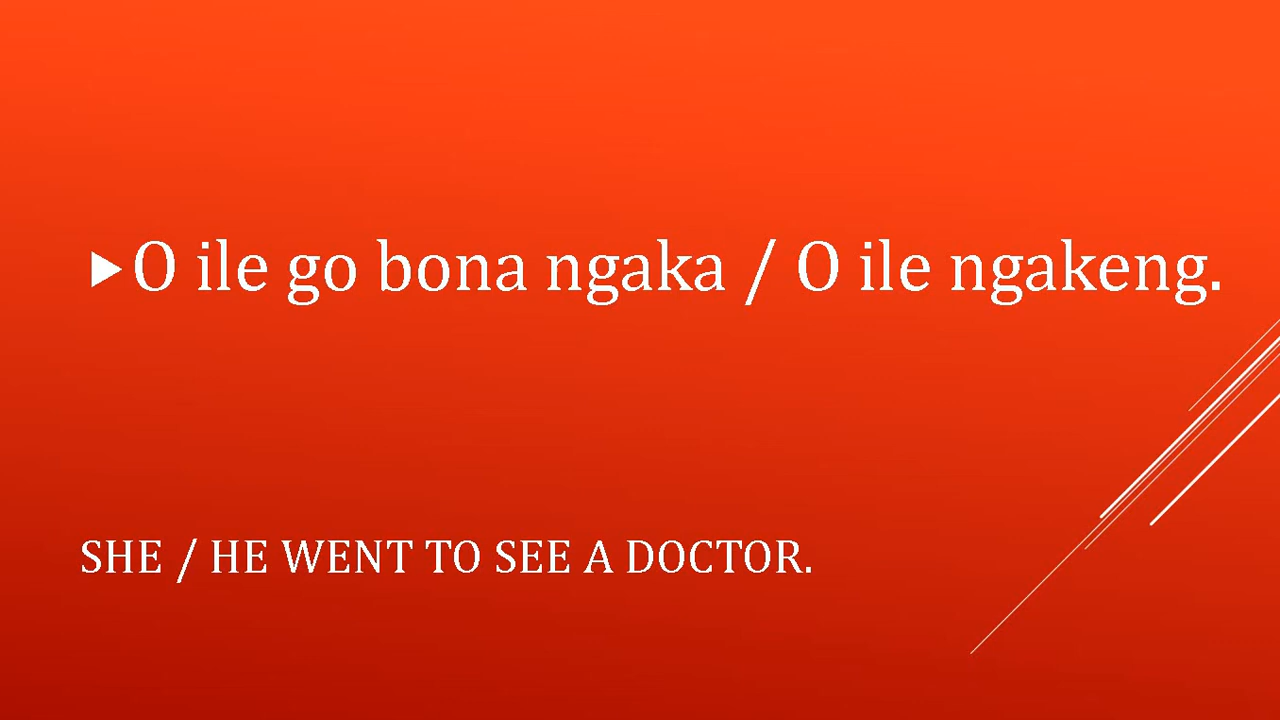 O ile go bona ngaka / O ile ngakeng.
SHE / HE WENT TO SEE A DOCTOR.